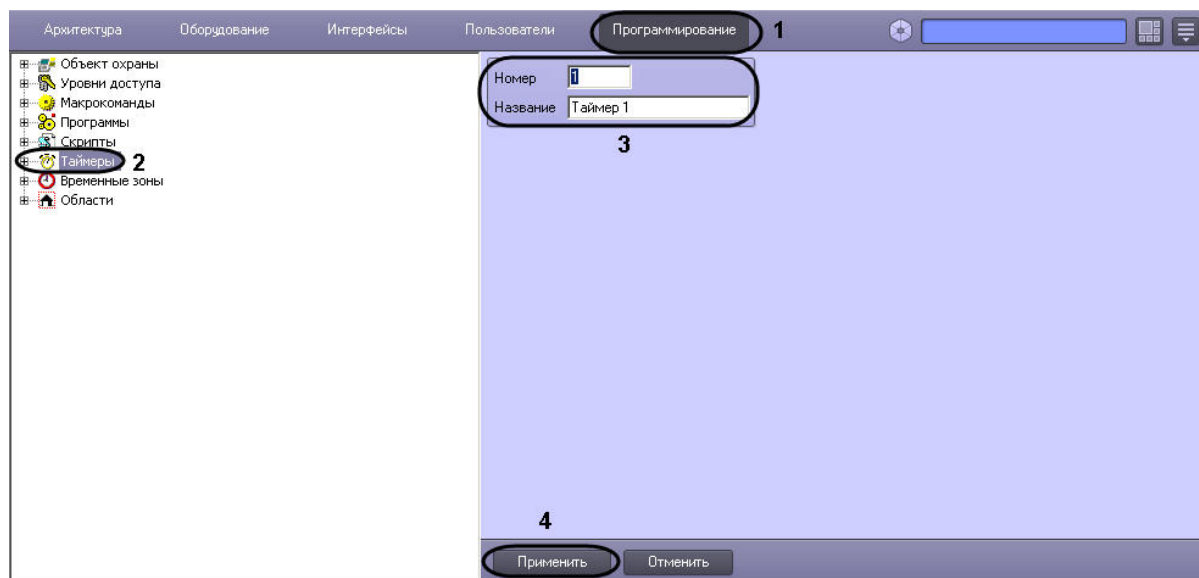 Архитектура Оборудование Интерфейсы Пользователи Программирование 1
Объект охраны
Уровни доступа
Макрокоманды
Программы
Скрипты
Таймеры 2
Временные зоны
Области
Номер 1
Название Таймер 1
3
4
Применить Отменить